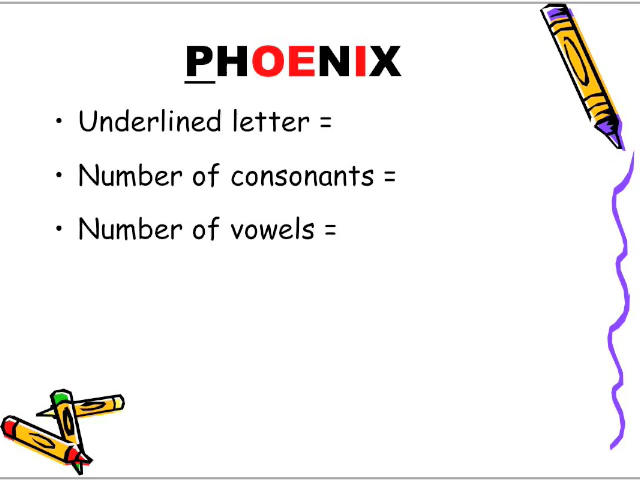 PHOENIX
• Underlined letter =
• Number of consonants =
• Number of vowels =